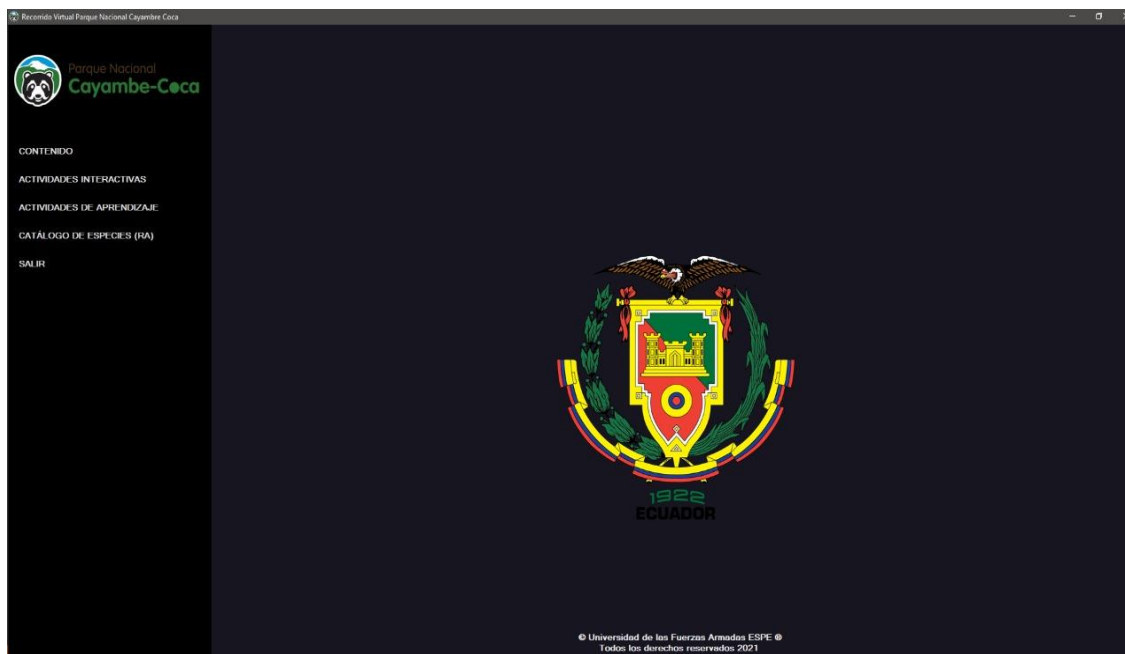 Recorrido Virtual Parque Nacional Cayambre Coca
Parque Nacional
Cayambe-Coca
CONTENIDO
ACTIVIDADES INTERACTIVAS
ACTIVIDADES DE APRENDIZAJE
CATÁLOGO DE ESPECIES (RA)
SALIR
1922
ECUADOR
© Universidad de las Fuerzas Armadas ESPE ®
Todos los derechos reservados 2021